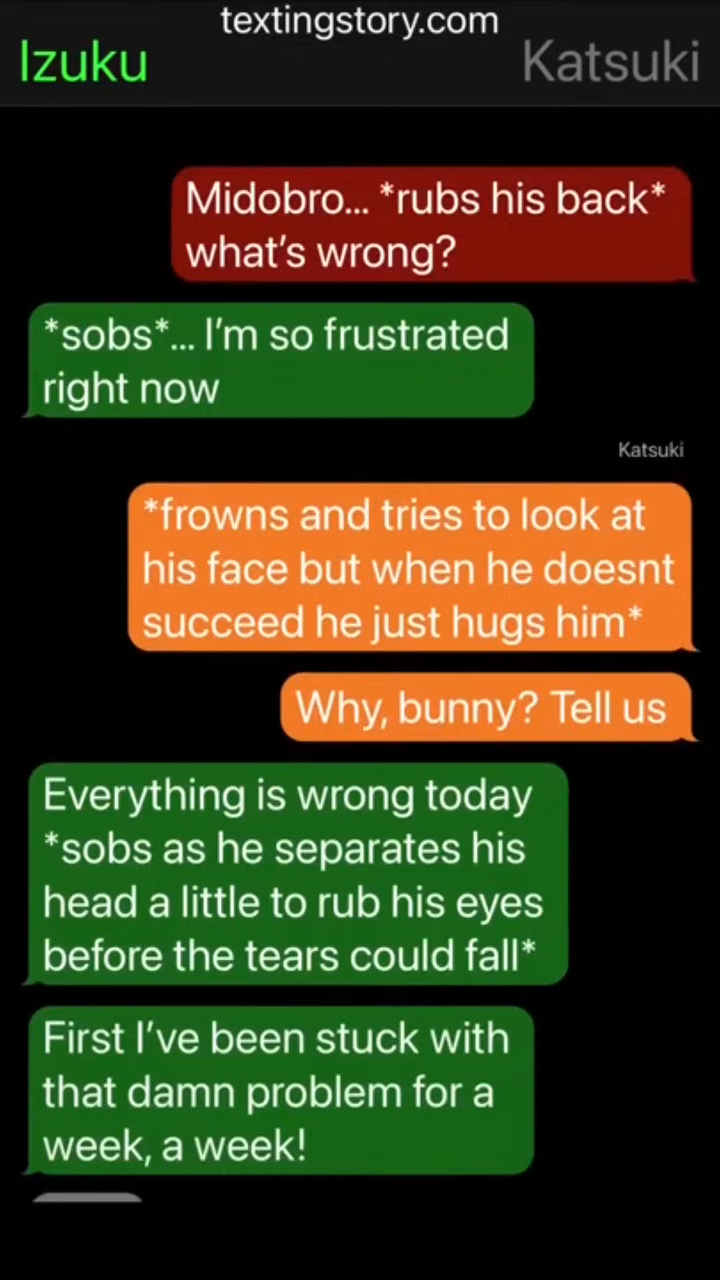 textingstory.com
Izuku
Katsuki
Midobro... *rubs his back*
what's wrong?
*sobs*... I'm so frustrated
right now
Katsuki
*frowns and tries to look at
his face but when he doesnt
succeed he just hugs him*
Why, bunny? Tell us
Everything is wrong today
*sobs as he separates his
head a little to rub his eyes
before the tears could fall*
First I've been stuck with
that damn problem for a
week, a week!